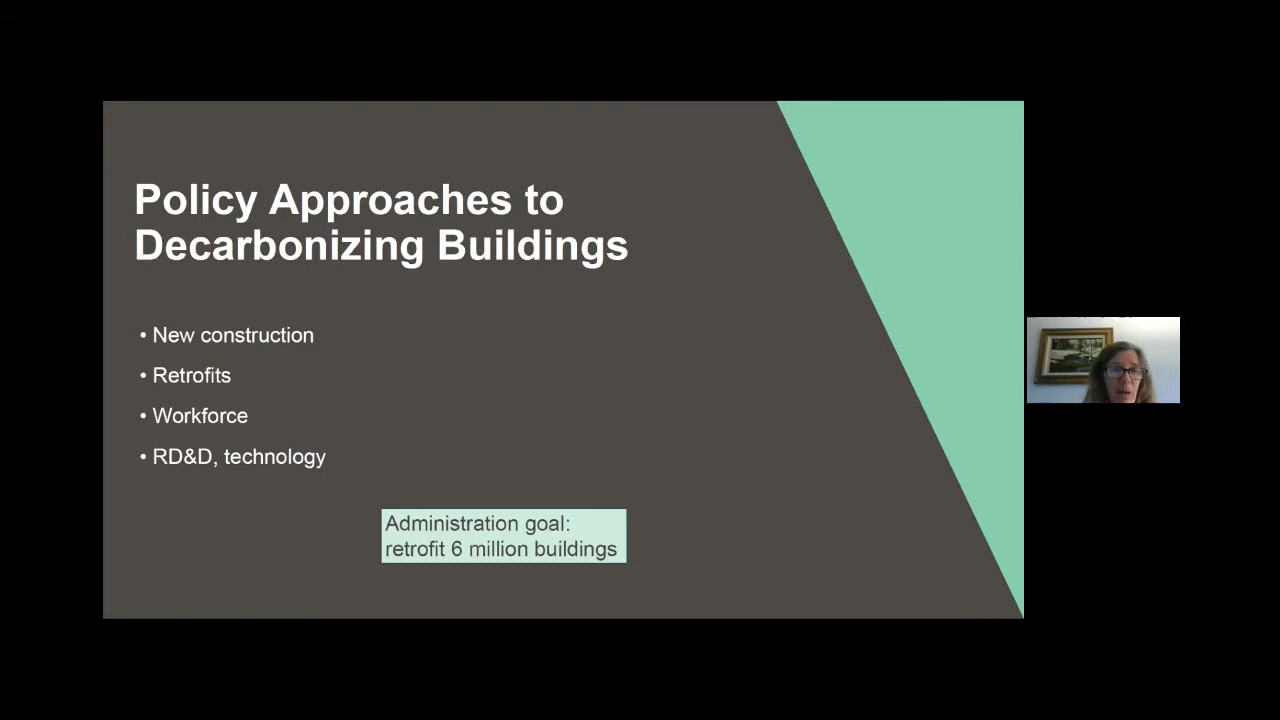 Policy Approaches to
Decarbonizing Buildings
• New construction
• Retrofits
• Workforce
• RD&D, technology
Administration goal:
retrofit 6 million buildings